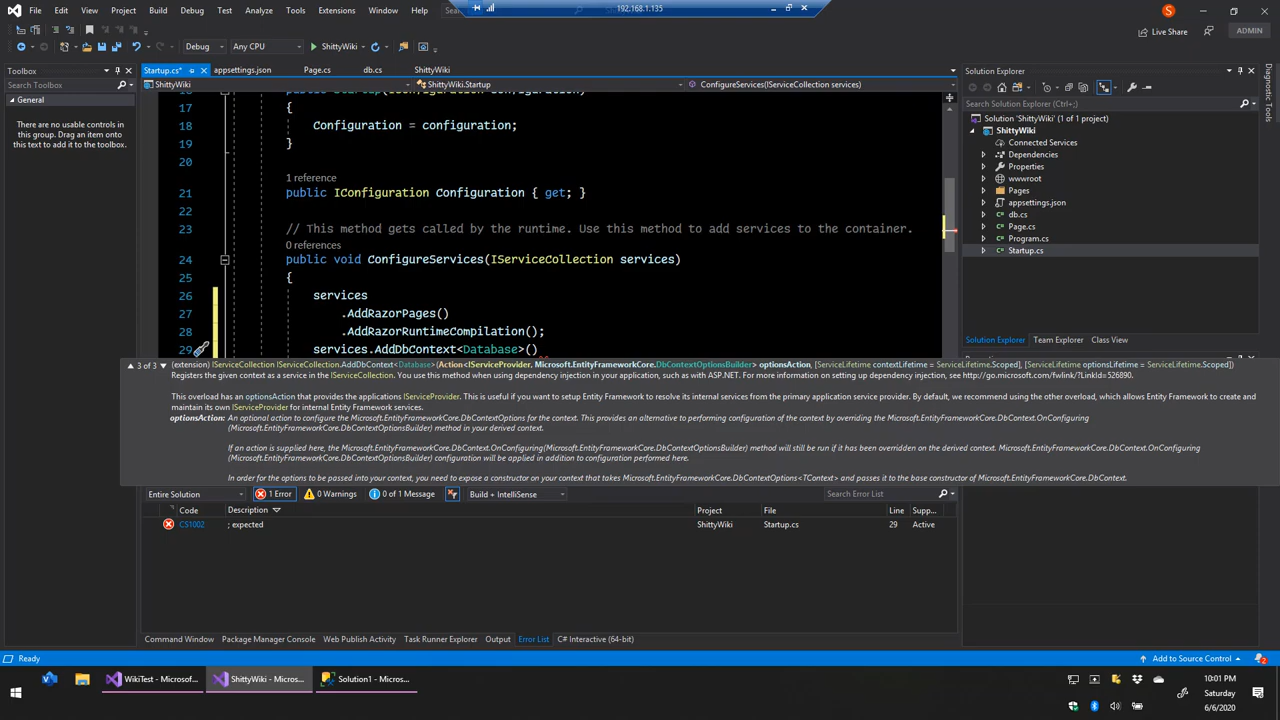 192.168.1.135
File Edit View Project Build Debug Test Analyze Tools Extensions Window Help
ShittyWiki
Live Share
ADMIN
Debug Any CPU ShittyWiki
Toolbox
Search Toolbox
General
There are no usable controls in
this group. Drag an item onto
this text to add it to the toolbox.
Startup.cs* appsettings.json Page.cs db.cs ShittyWiki
ShittyWiki ShittyWiki.Startup ConfigureServices(IServiceCollection services)
17 {
18 Configuration = configuration;
19 }
20
1 reference
21 public IConfiguration Configuration { get; }
22
23 // This method gets called by the runtime. Use this method to add services to the container.
0 references
24 public void ConfigureServices(IServiceCollection services)
25 {
26 services
27 .AddRazorPages()
28 .AddRazorRuntimeCompilation();
29 services.AddDbContext<Database>()
3 of 3 (extension) IServiceCollection IServiceCollection.AddDbContext<Database>(Action<IServiceProvider, Microsoft.EntityFrameworkCore.DbContextOptionsBuilder> optionsAction, [ServiceLifetime contextLifetime = ServiceLifetime.Scoped], [ServiceLifetime optionsLifetime = ServiceLifetime.Scoped])
Registers the given context as a service in the IServiceCollection. You use this method when using dependency injection in your application, such as with ASP.NET. For more information on setting up dependency injection, see http://go.microsoft.com/fwlink/?LinkId=526890.
This overload has an optionsAction that provides the applications IServiceProvider. This is useful if you want to setup Entity Framework to resolve its internal services from the primary application service provider. By default, we recommend using the other overload, which allows Entity Framework to create and
maintain its own IServiceProvider for internal Entity Framework services.
optionsAction: An optional action to configure the Microsoft.EntityFrameworkCore.DbContextOptions for the context. This provides an alternative to performing configuration of the context by overriding the Microsoft.EntityFrameworkCore.DbContext.OnConfiguring
(Microsoft.EntityFrameworkCore.DbContextOptionsBuilder) method in your derived context.
If an action is supplied here, the Microsoft.EntityFrameworkCore.DbContext.OnConfiguring(Microsoft.EntityFrameworkCore.DbContextOptionsBuilder) method will still be run if it has been overridden on the derived context. Microsoft.EntityFrameworkCore.DbContext.OnConfiguring
(Microsoft.EntityFrameworkCore.DbContextOptionsBuilder) configuration will be applied in addition to configuration performed here.
In order for the options to be passed into your context, you need to expose a constructor on your context that takes Microsoft.EntityFrameworkCore.DbContextOptions<TContext> and passes it to the base constructor of Microsoft.EntityFrameworkCore.DbContext.
Solution Explorer
Search Solution Explorer (Ctrl+;)
Solution 'ShittyWiki' (1 of 1 project)
ShittyWiki
Connected Services
Dependencies
Properties
wwwroot
Pages
appsettings.json
db.cs
Page.cs
Program.cs
Startup.cs
Solution Explorer Team Explorer Class View
Diagnostic Tools
Entire Solution 1 Error 0 Warnings 0 of 1 Message Build + IntelliSense Search Error List
Code Description Project File Line Supp...
CS1002 ; expected ShittyWiki Startup.cs 29 Active
Command Window Package Manager Console Web Publish Activity Task Runner Explorer Output Error List C# Interactive (64-bit)
Ready Add to Source Control 2
WikiTest - Microsof... ShittyWiki - Micros... Solution1 - Micros...
10:01 PM
Saturday
6/6/2020